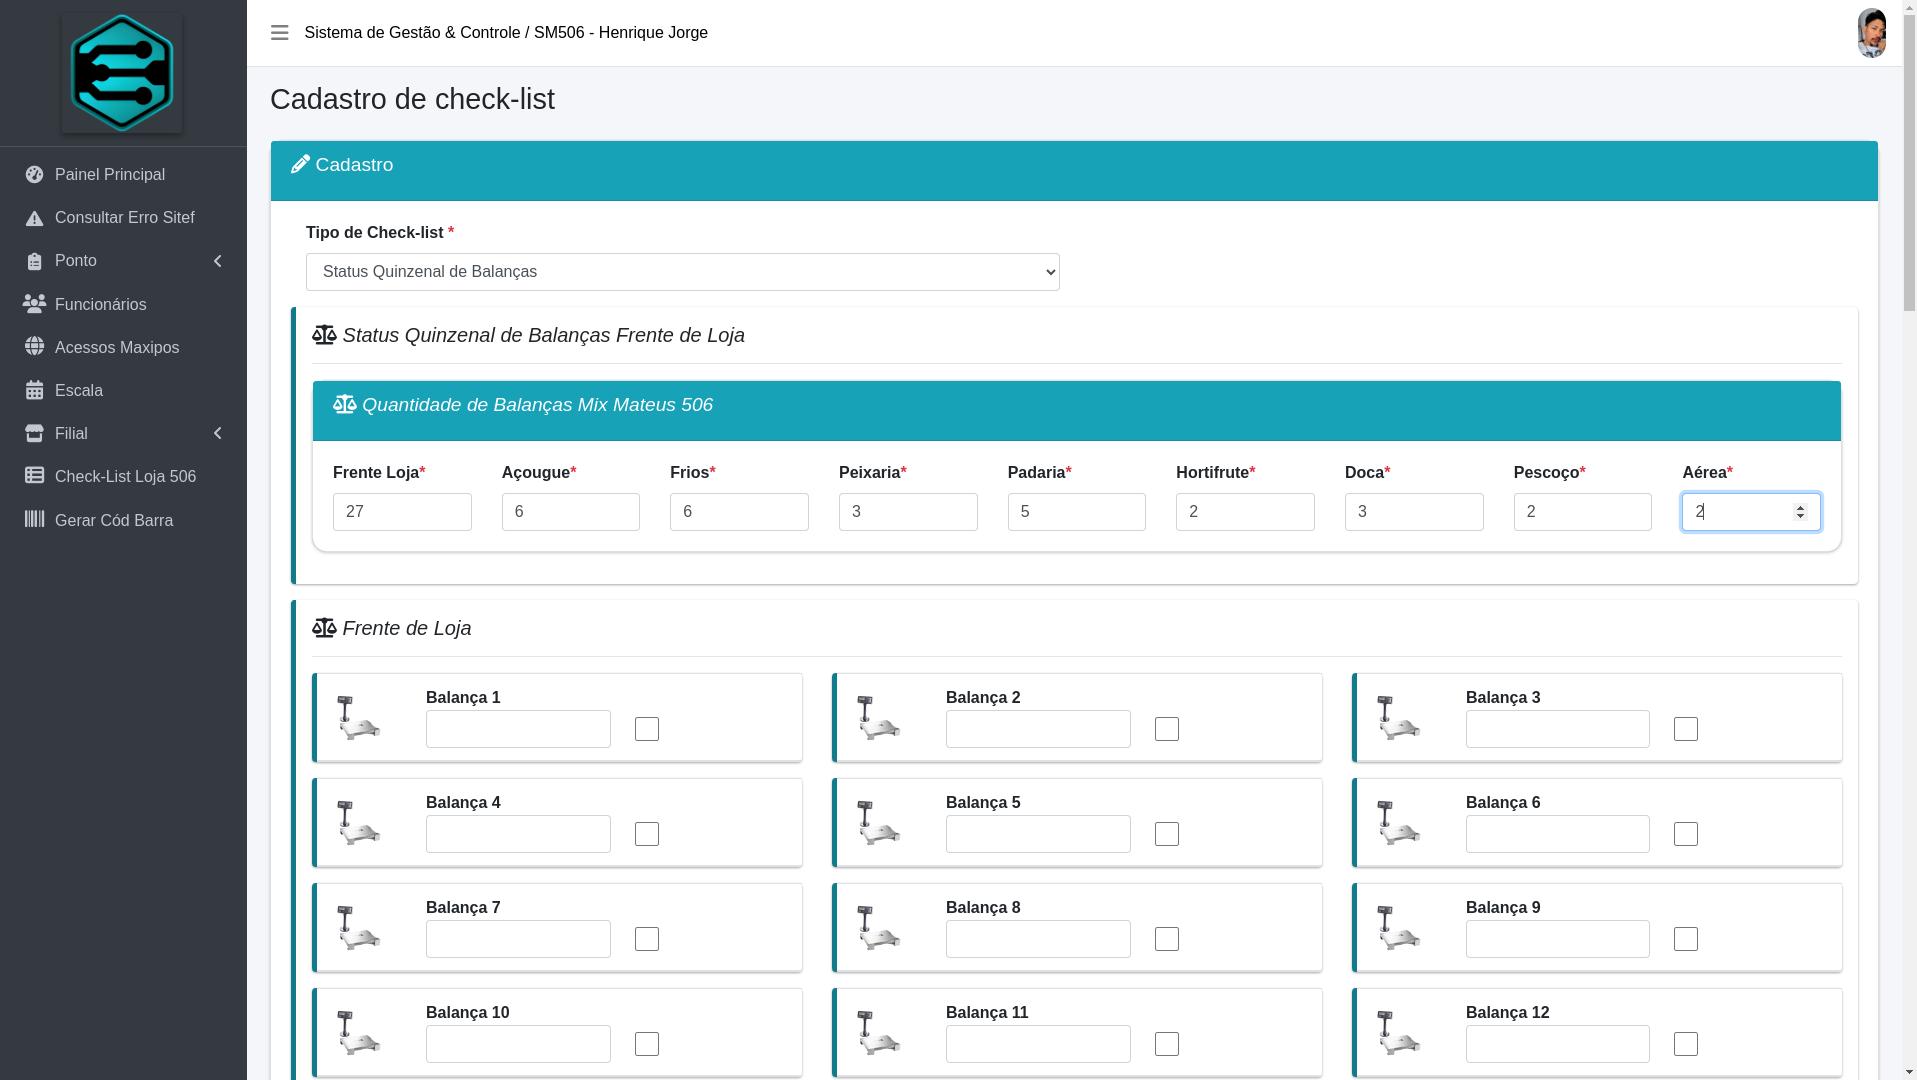 Sistema de Gestão & Controle / SM506 - Henrique Jorge
Painel Principal
Consultar Erro Sitef
Ponto
Funcionários
Acessos Maxipos
Escala
Filial
Check-List Loja 506
Gerar Cód Barra
Cadastro de check-list
Cadastro
Tipo de Check-list *
Status Quinzenal de Balanças
Status Quinzenal de Balanças Frente de Loja
Quantidade de Balanças Mix Mateus 506
Frente Loja* Açougue* Frios* Peixaria* Padaria* Hortifrute* Doca* Pescoço* Aérea*
27 6 6 3 5 2 3 2 2
Frente de Loja
Balança 1 Balança 2 Balança 3
Balança 4 Balança 5 Balança 6
Balança 7 Balança 8 Balança 9
Balança 10 Balança 11 Balança 12